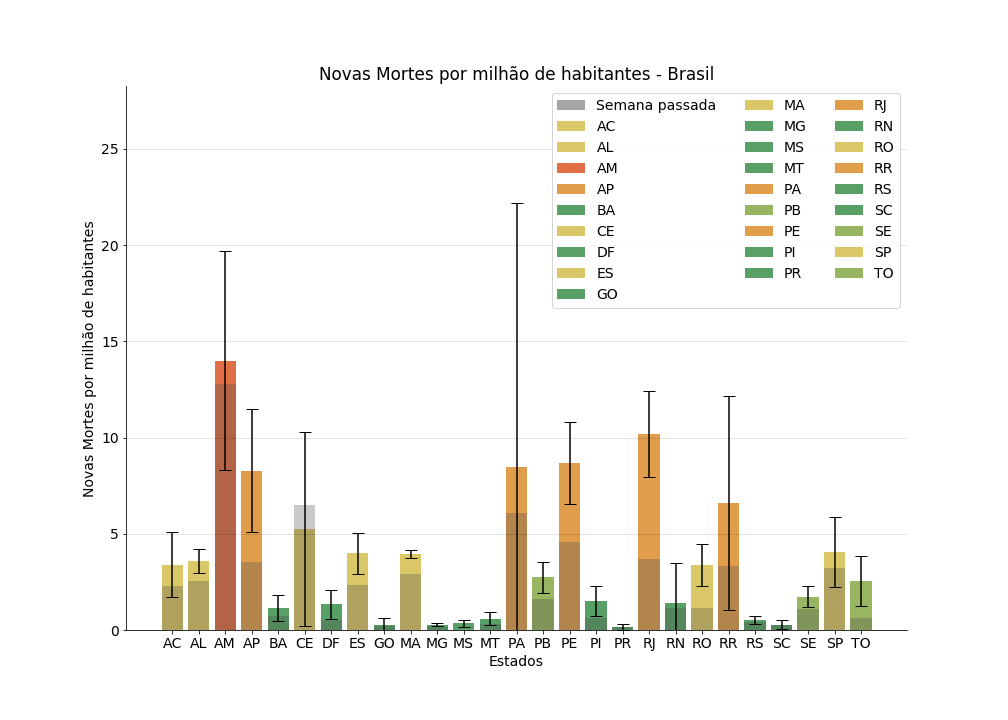 Novas Mortes por milhão de habitantes - Brasil
Novas Mortes por milhão de habitantes
25
20
15
10
5
0
Semana passada
AC
AL
AM
AP
BA
CE
DF
ES
GO
MA
MG
MS
MT
PA
PB
PE
PI
PR
RJ
RN
RO
RR
RS
SC
SE
SP
TO
AC AL AM AP BA CE DF ES GO MA MG MS MT PA PB PE PI PR RJ RN RO RR RS SC SE SP TO
Estados